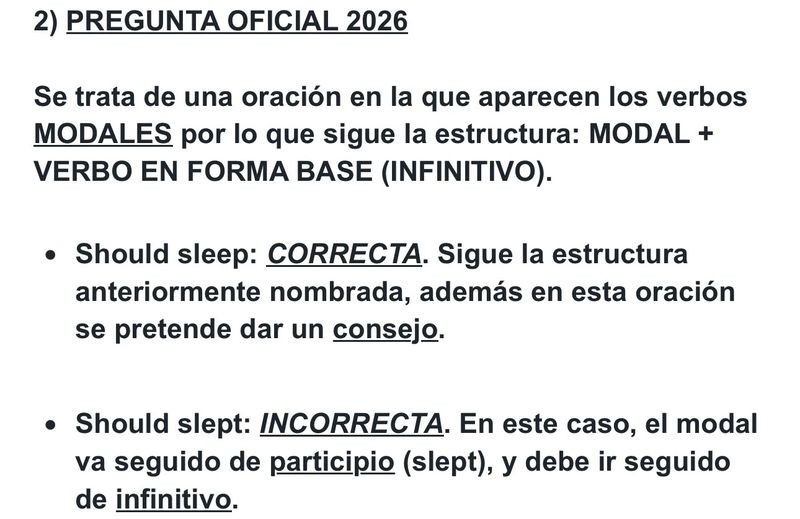 2) PREGUNTA OFICIAL 2026
Se trata de una oración en la que aparecen los verbos
MODALES por lo que sigue la estructura: MODAL +
VERBO EN FORMA BASE (INFINITIVO).
• Should sleep: CORRECTA. Sigue la estructura
anteriormente nombrada, además en esta oración
se pretende dar un consejo.
• Should slept: INCORRECTA. En este caso, el modal
va seguido de participio (slept), y debe ir seguido
de infinitivo.